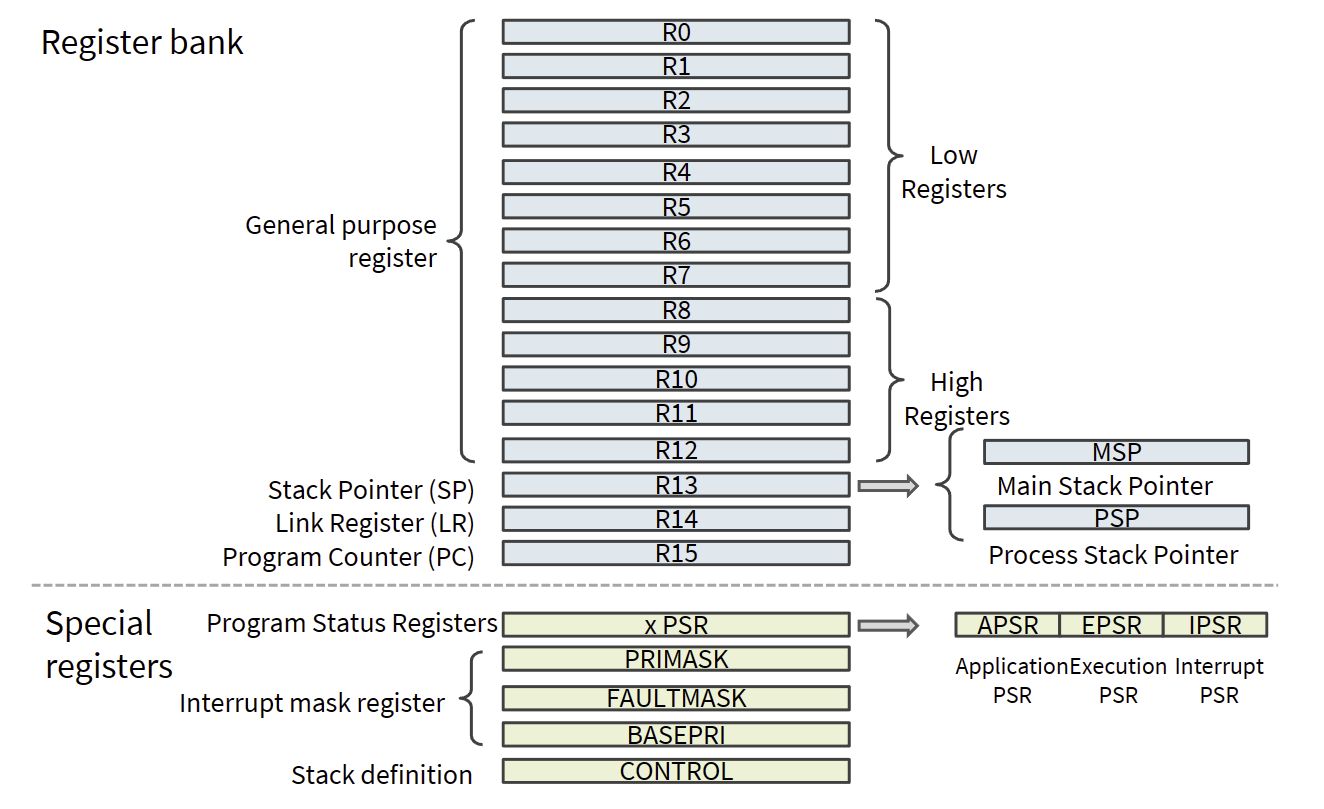 Register bank
R0
R1
R2
R3
R4
R5
R6
R7
R8
R9
R10
R11
R12
R13
R14
R15
General purpose
register
Low
Registers
High
Registers
Stack Pointer (SP)
Link Register (LR)
Program Counter (PC)
MSP
Main Stack Pointer
PSP
Process Stack Pointer
Special
registers
Program Status Registers
x PSR
APSR EPSR IPSR
Application Execution Interrupt
PSR PSR PSR
Interrupt mask register
PRIMASK
FAULTMASK
BASEPRI
Stack definition
CONTROL